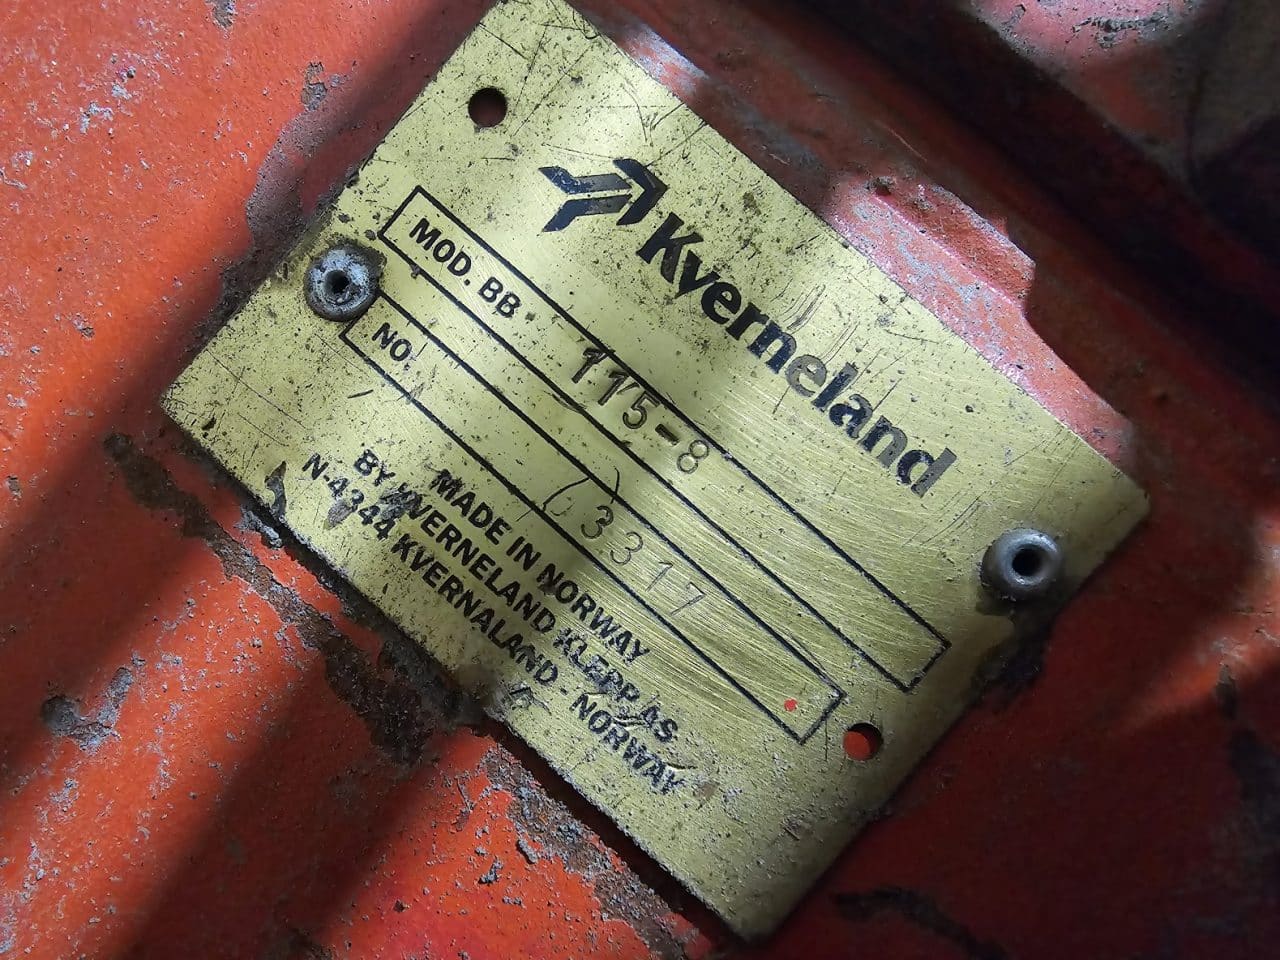 Kverneland
MOD. BB 115-8
NO. 3317
MADE IN NORWAY
BY KVERNELAND KLEPP AS
N-4344 KVERNALAND - NORWAY